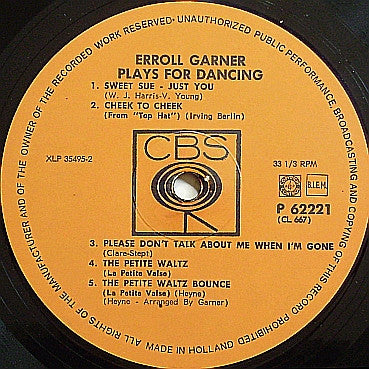 ALL RIGHTS OF THE MANUFACTURER AND OF THE OWNER OF THE RECORDED WORK RESERVED · UNAUTHORIZED PUBLIC PERFORMANCE, BROADCASTING AND COPYING OF THIS RECORD PROHIBITED
ERROLL GARNER
PLAYS FOR DANCING
1. SWEET SUE - JUST YOU
(W. J. Harris-V. Young)
2. CHEEK TO CHEEK
(From "Top Hat") (Irving Berlin)
CBS
XLP 35495-2
33 1/3 RPM
B.I.E.M.
P 62221
(CL 667)
3. PLEASE DON'T TALK ABOUT ME WHEN I'M GONE
(Clare-Stept)
4. THE PETITE WALTZ
(La Petite Valse)
5. THE PETITE WALTZ BOUNCE
(La Petite Valse) (Heyne)
(Heyne - Arranged By Garner)
MADE IN HOLLAND